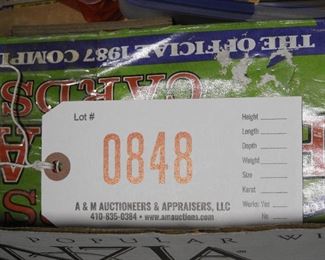 THE OFFICIAL 1987 COMPL
CARDS
Lot #
0848
Height
Length
Depth
Weight
Size
Karat
Works: Yes
No
A & M AUCTIONEERS & APPRAISERS, LLC
410-835-0384 • www.amauctions.com
POPULAR